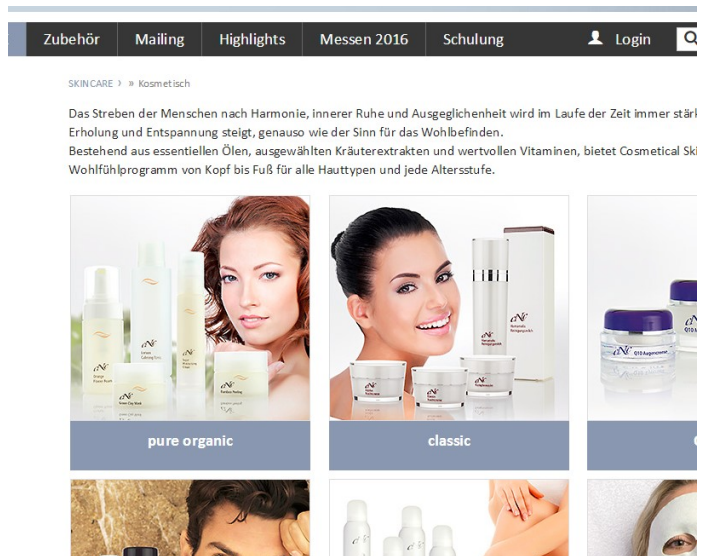 Zubehör Mailing Highlights Messen 2016 Schulung Login
SKINCARE › » Kosmetisch
Das Streben der Menschen nach Harmonie, innerer Ruhe und Ausgeglichenheit wird im Laufe der Zeit immer
Erholung und Entspannung steigt, genauso wie der Sinn für das Wohlbefinden.
Bestehend aus essentiellen Ölen, ausgewählten Kräuterextrakten und wertvollen Vitaminen, bietet Cosmetical
Wohlfühlprogramm von Kopf bis Fuß für alle Hauttypen und jede Altersstufe.
Q10 Augencreme
pure organic
classic